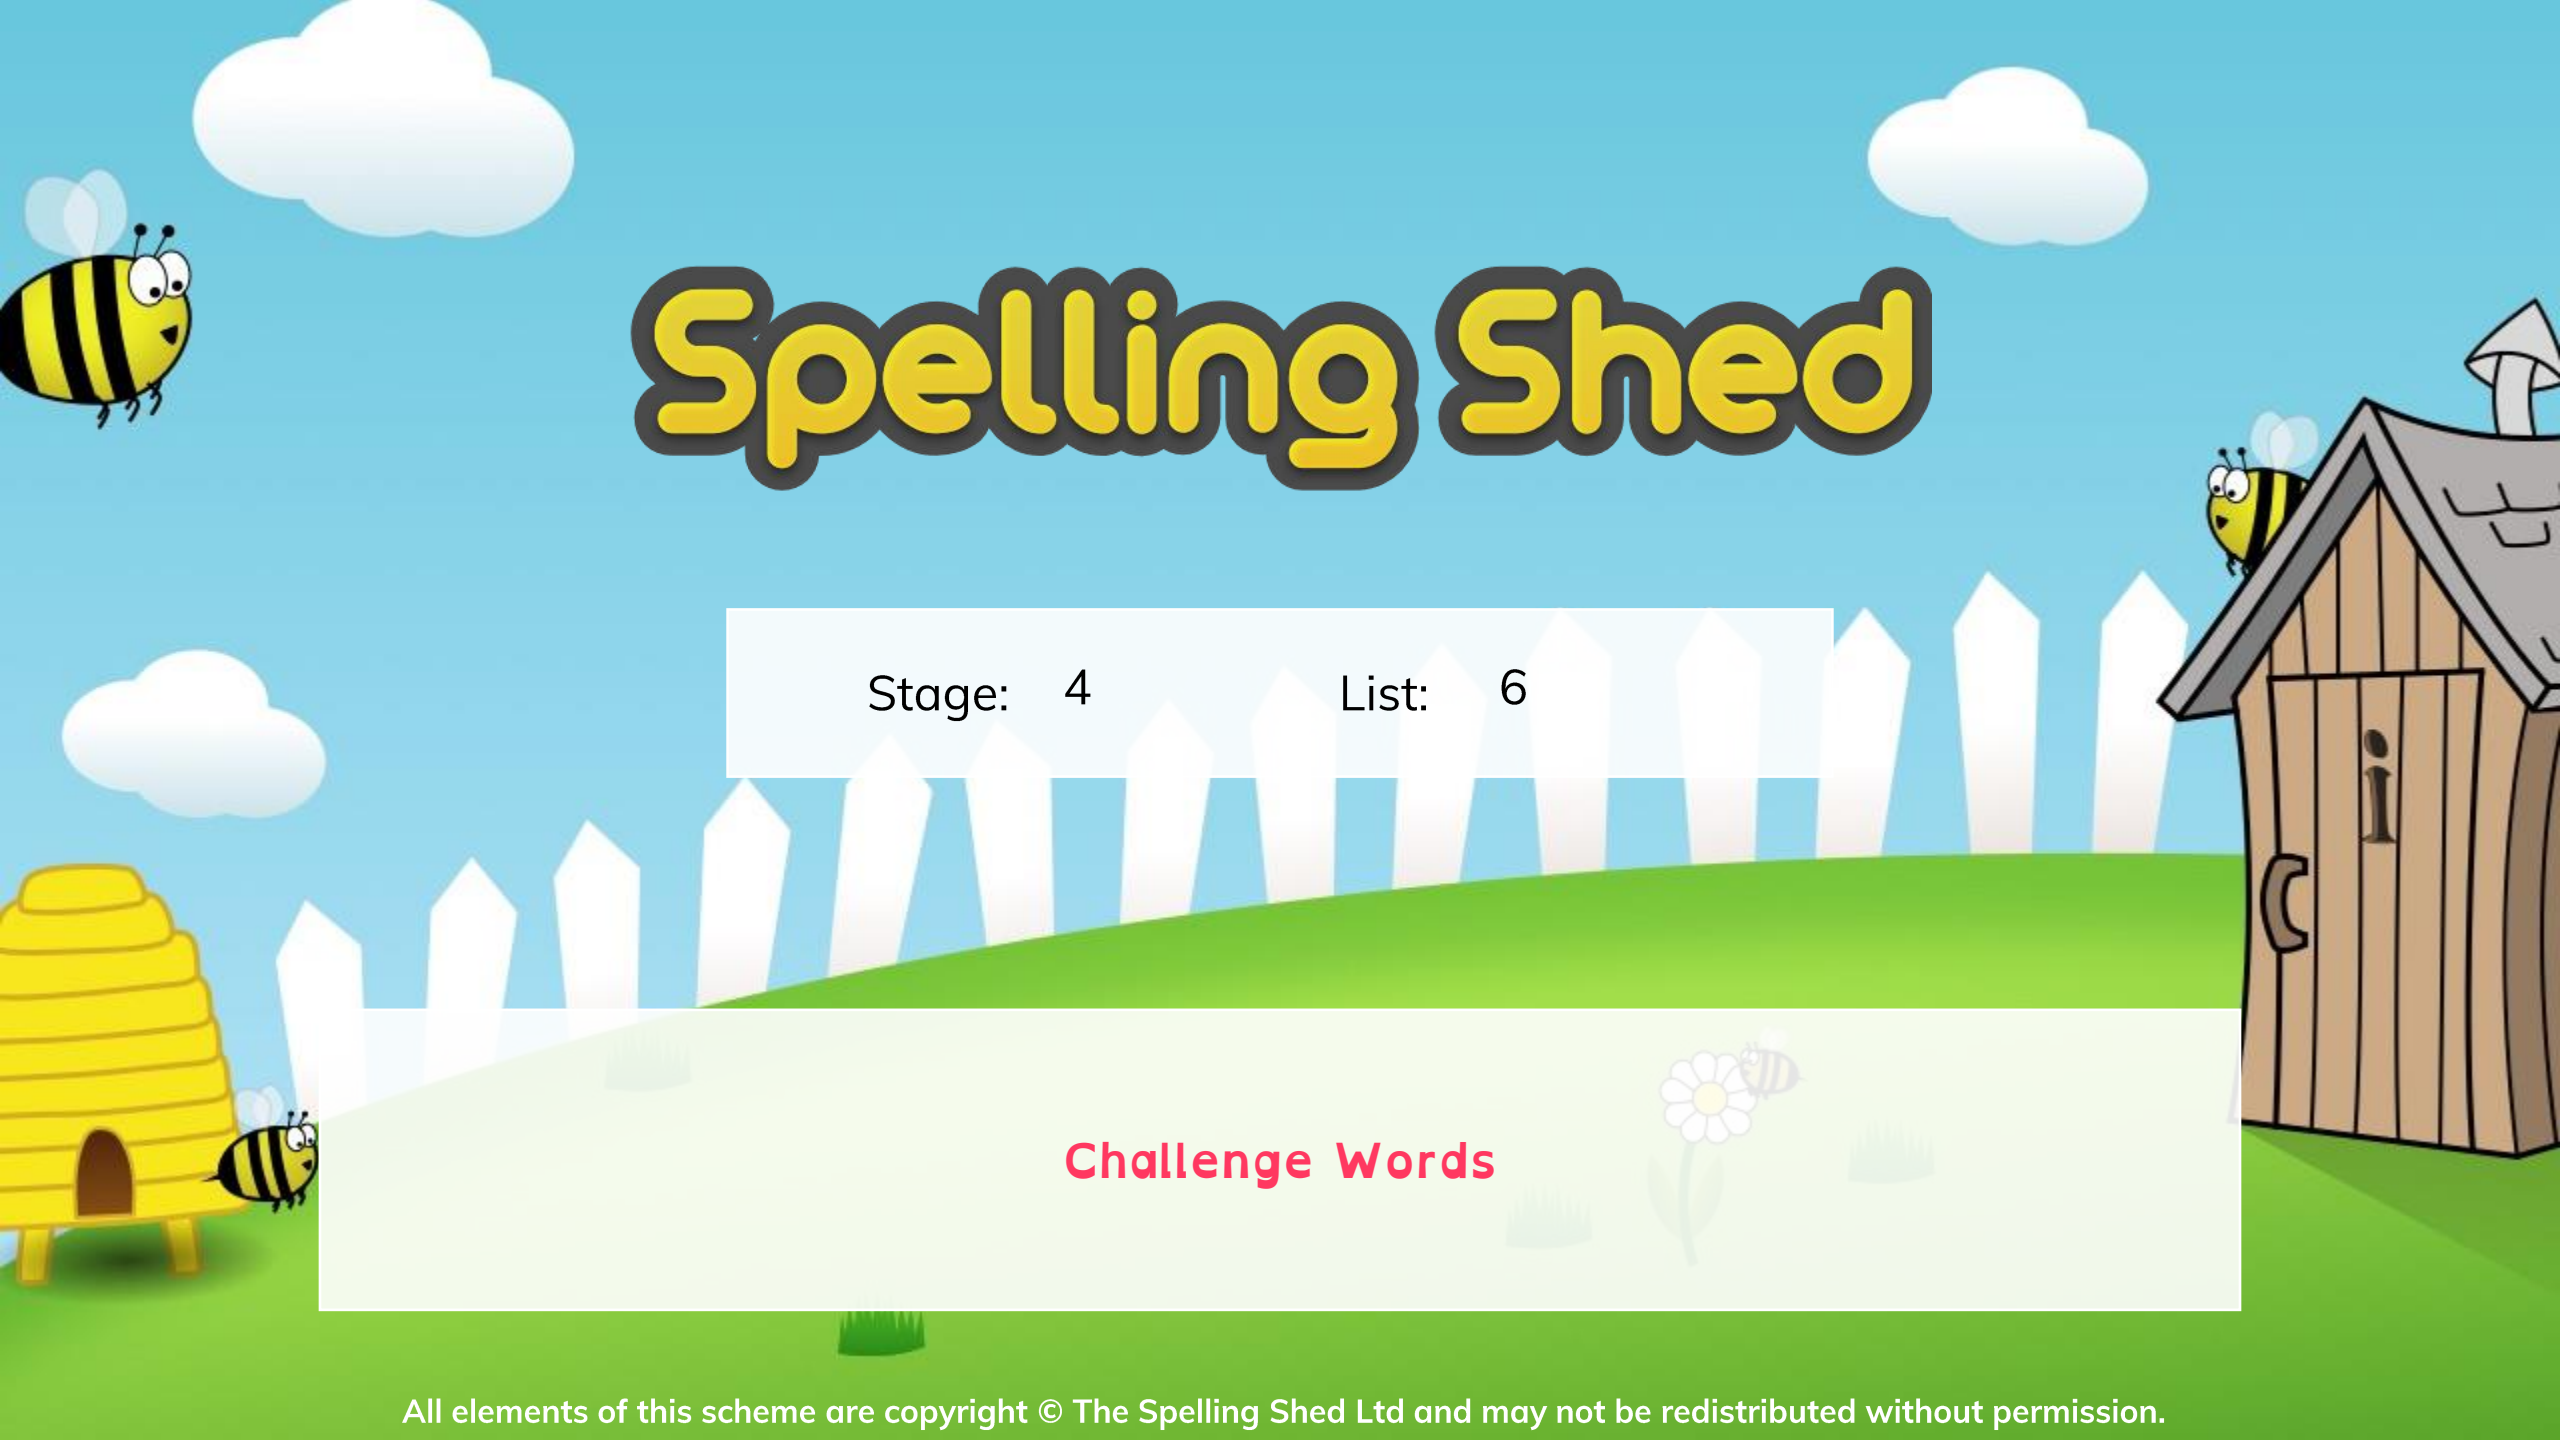 Spelling Shed
Stage: 4 List: 6
i
Challenge Words
All elements of this scheme are copyright © The Spelling Shed Ltd and may not be redistributed without permission.